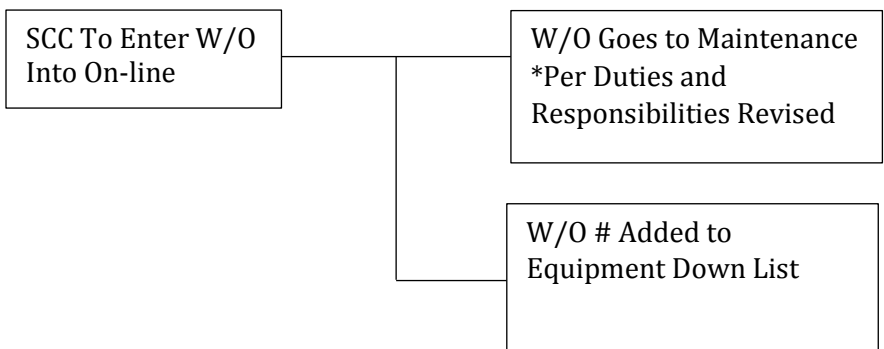 SCC To Enter W/O
Into On-line
W/O Goes to Maintenance
*Per Duties and
Responsibilities Revised
W/O # Added to
Equipment Down List